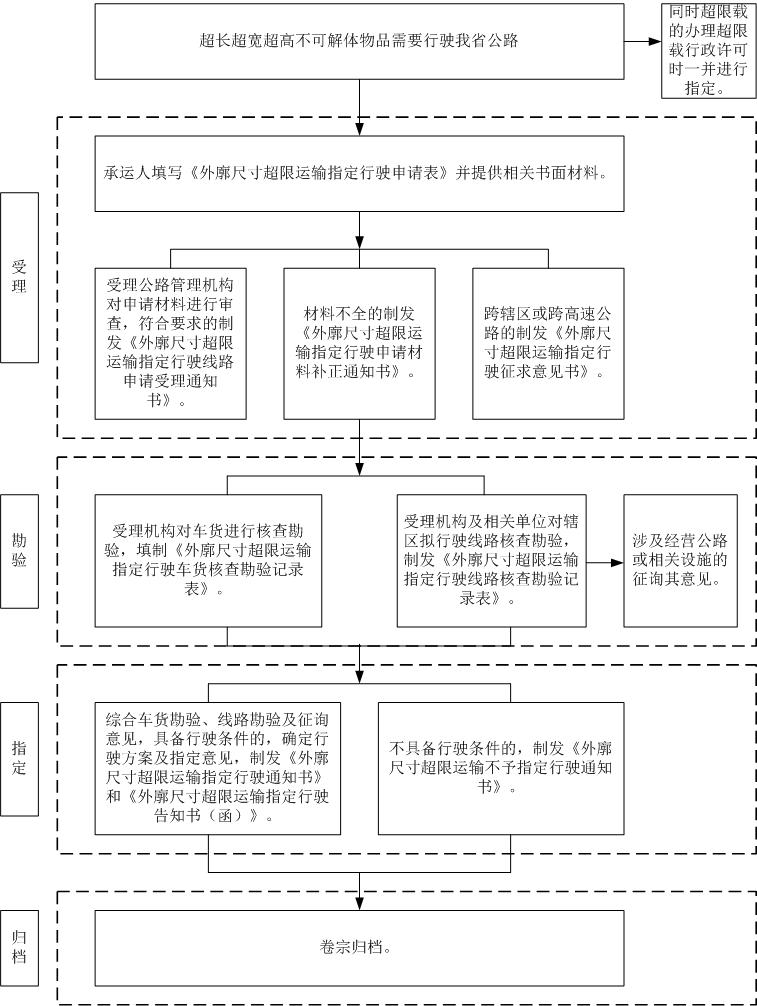 超长超宽超高不可解体物品需要行驶我省公路
同时超限载
的办理超限
载行政许可
时一并进行
指定。
受
理
承运人填写《外廓尺寸超限运输指定行驶申请表》并提供相关书面材料。
受理公路管理机构
对申请材料进行审
查，符合要求的制
发《外廓尺寸超限
运输指定行驶线路
申请受理通知
书》。
材料不全的制发
《外廓尺寸超限运
输指定行驶申请材
料补正通知书》。
跨辖区或跨高速公
路的制发《外廓尺
寸超限运输指定行
驶征求意见书》。
勘
验
受理机构对车货进行核查勘
验，填制《外廓尺寸超限运输
指定行驶车货核查勘验记录
表》。
受理机构及相关单位对辖
区拟行驶线路核查勘验，
制发《外廓尺寸超限运输
指定行驶线路核查勘验记
录表》。
涉及经营公路
或相关设施的
征询其意见。
指
定
综合车货勘验、线路勘验及征询
意见，具备行驶条件的，确定行
驶方案及指定意见，制发《外廓
尺寸超限运输指定行驶通知书》
和《外廓尺寸超限运输指定行驶
告知书（函）》。
不具备行驶条件的，制发《外廓
尺寸超限运输不予指定行驶通知
书》。
归
档
卷宗归档。